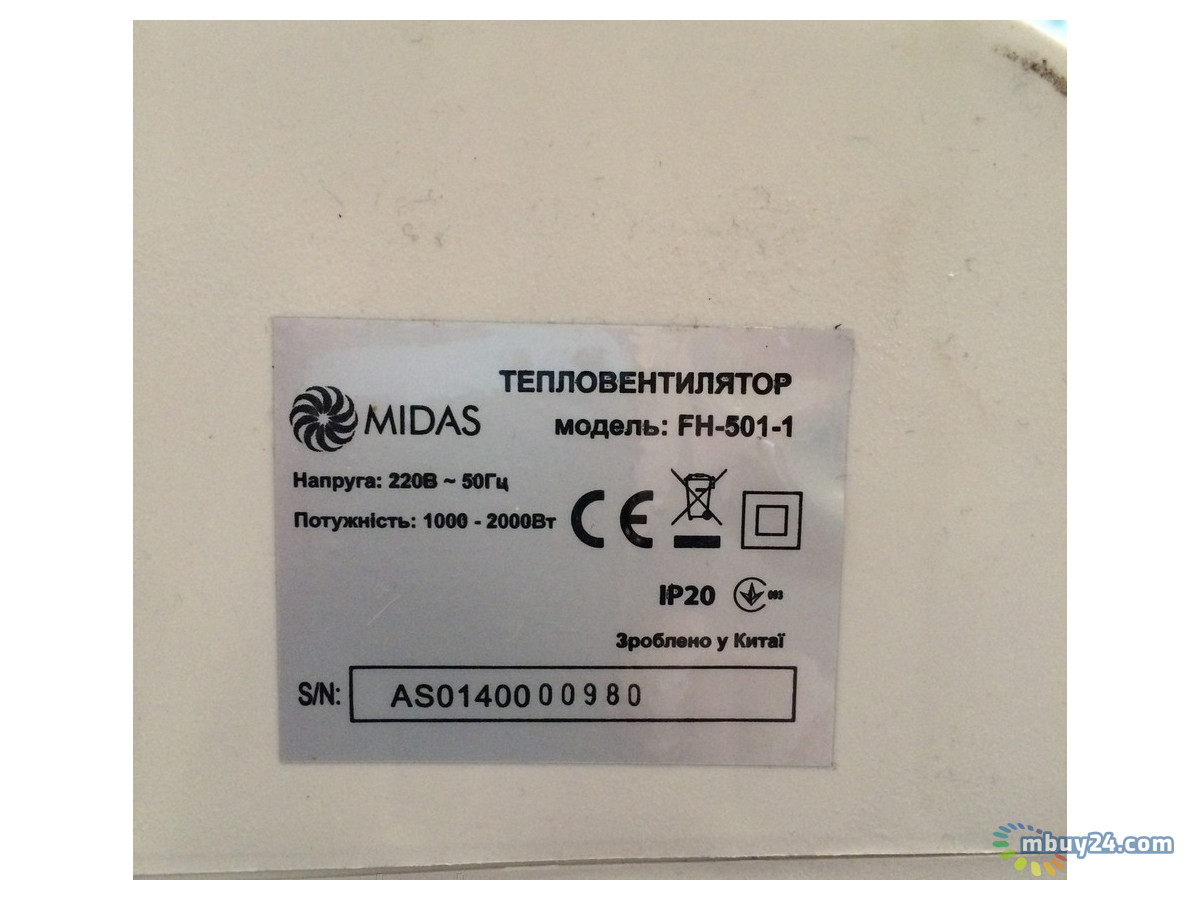 ТЕПЛОВЕНТИЛЯТОР
MIDAS
модель: FH-501-1
Напруга: 220В ~ 50Гц
Потужність: 1000 - 2000Вт
CE
IP20
003
Зроблено у Китаї
S/N: AS0140000980
mbuy24.com